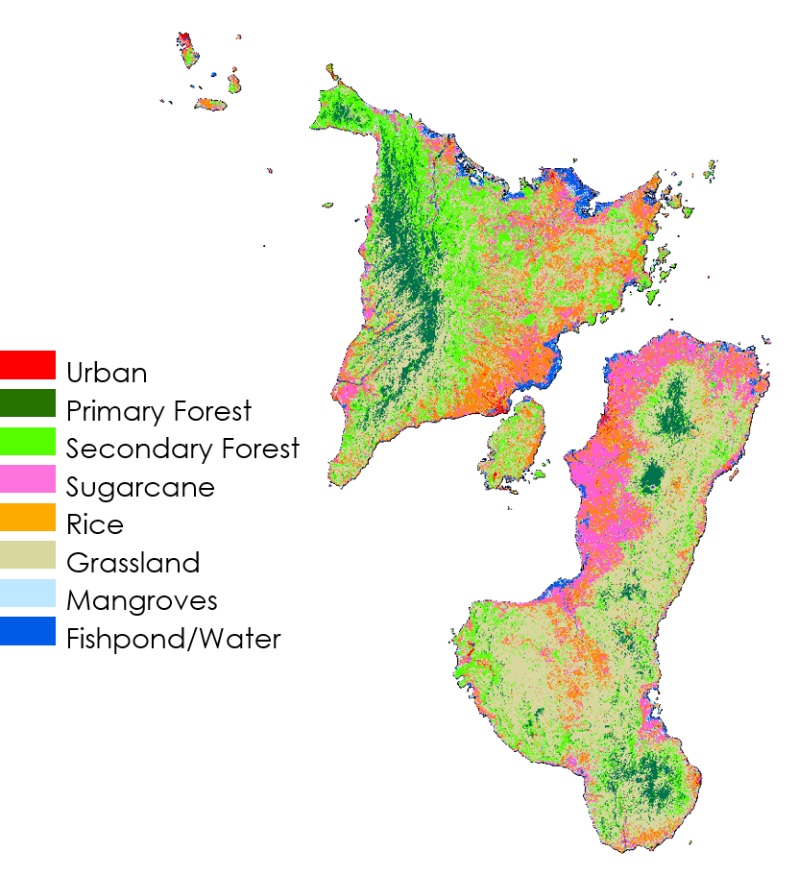 Urban
Primary Forest
Secondary Forest
Sugarcane
Rice
Grassland
Mangroves
Fishpond/Water